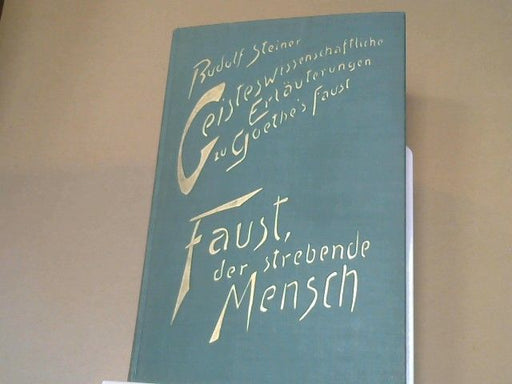 Rudolf Steiner
Geisteswissenschaftliche
Erläuterungen
zu Goethe's Faust
Faust,
der strebende
Mensch